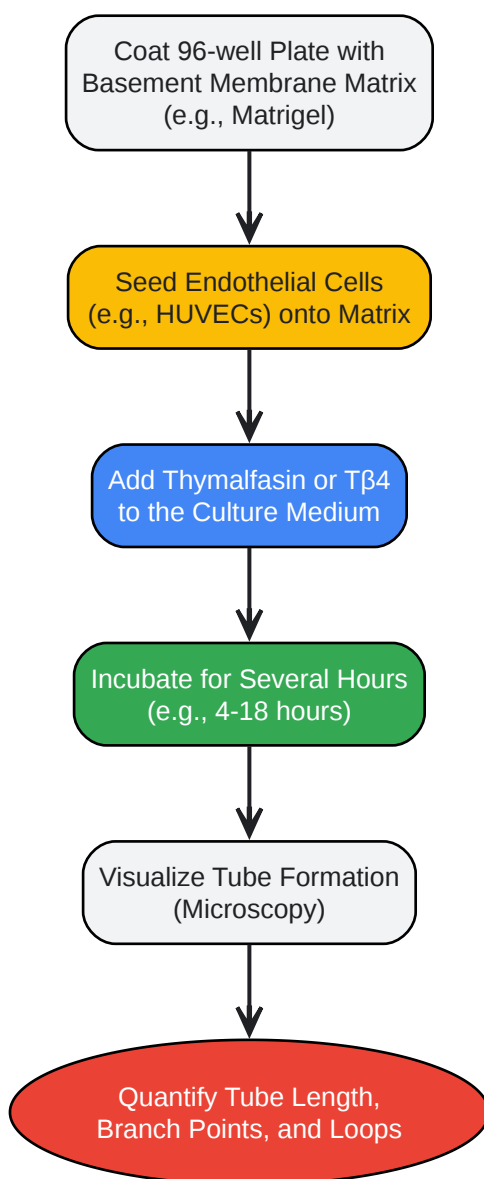 Coat 96-well Plate with
Basement Membrane Matrix
(e.g., Matrigel)
Seed Endothelial Cells
(e.g., HUVECs) onto Matrix
Add Thymalfasin or Tβ4
to the Culture Medium
Incubate for Several Hours
(e.g., 4-18 hours)
Visualize Tube Formation
(Microscopy)
Quantify Tube Length,
Branch Points, and Loops